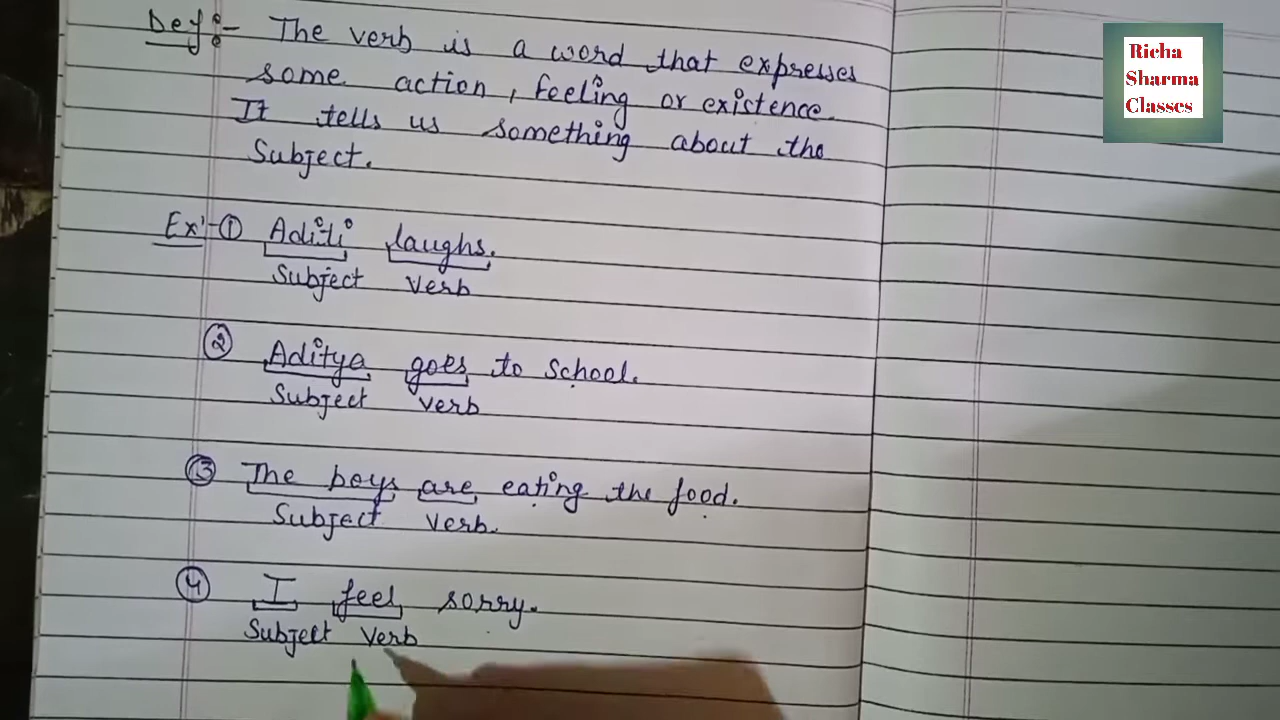 Def:- The verb is a word that expresses
some action, feeling or existence.
It tells us something about the
Subject.
Ex:- ① Aditi laughs.
Subject verb
② Aditya goes to School.
Subject verb
③ The boys are eating the food.
Subject verb.
④ I feel sorry.
Subject verb
Richa
Sharma
Classes